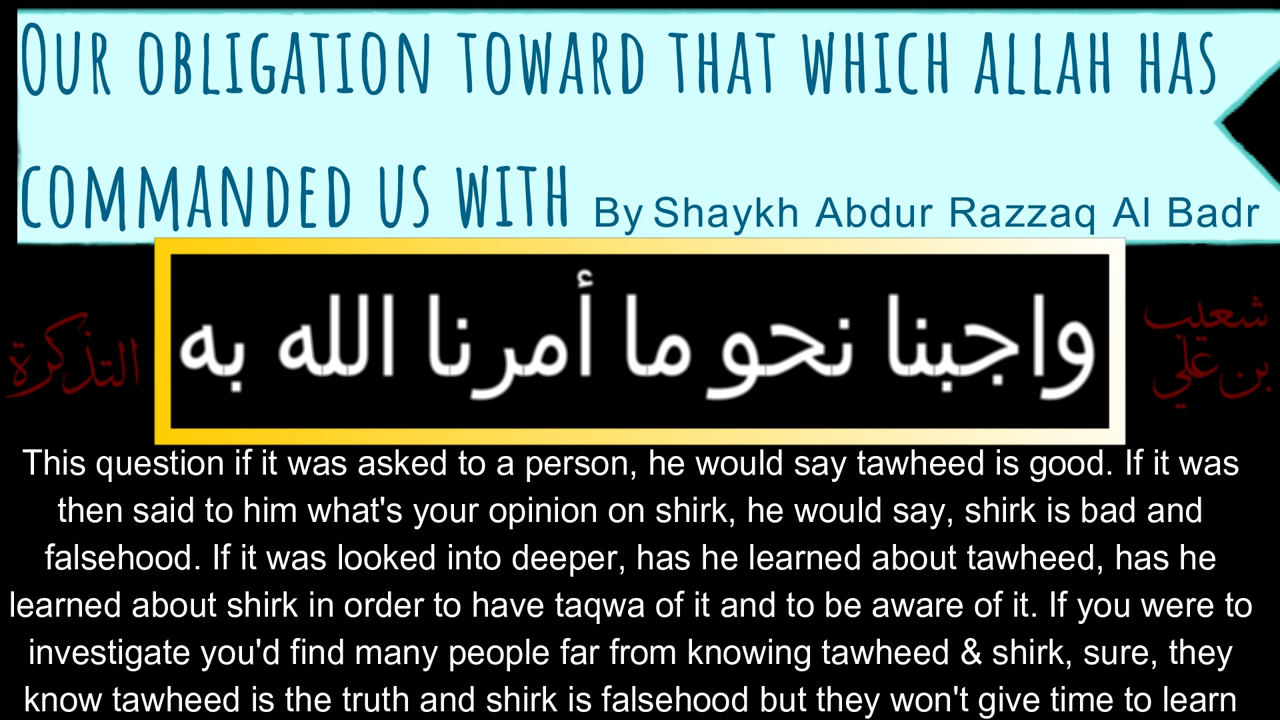 Our obligation toward that which Allah has
commanded us with By Shaykh Abdur Razzaq Al Badr
واجبنا نحو ما أمرنا الله به
شعيب
بن علي
التذكرة
This question if it was asked to a person, he would say tawheed is good. If it was
then said to him what's your opinion on shirk, he would say, shirk is bad and
falsehood. If it was looked into deeper, has he learned about tawheed, has he
learned about shirk in order to have taqwa of it and to be aware of it. If you were to
investigate you'd find many people far from knowing tawheed & shirk, sure, they
know tawheed is the truth and shirk is falsehood but they won't give time to learn